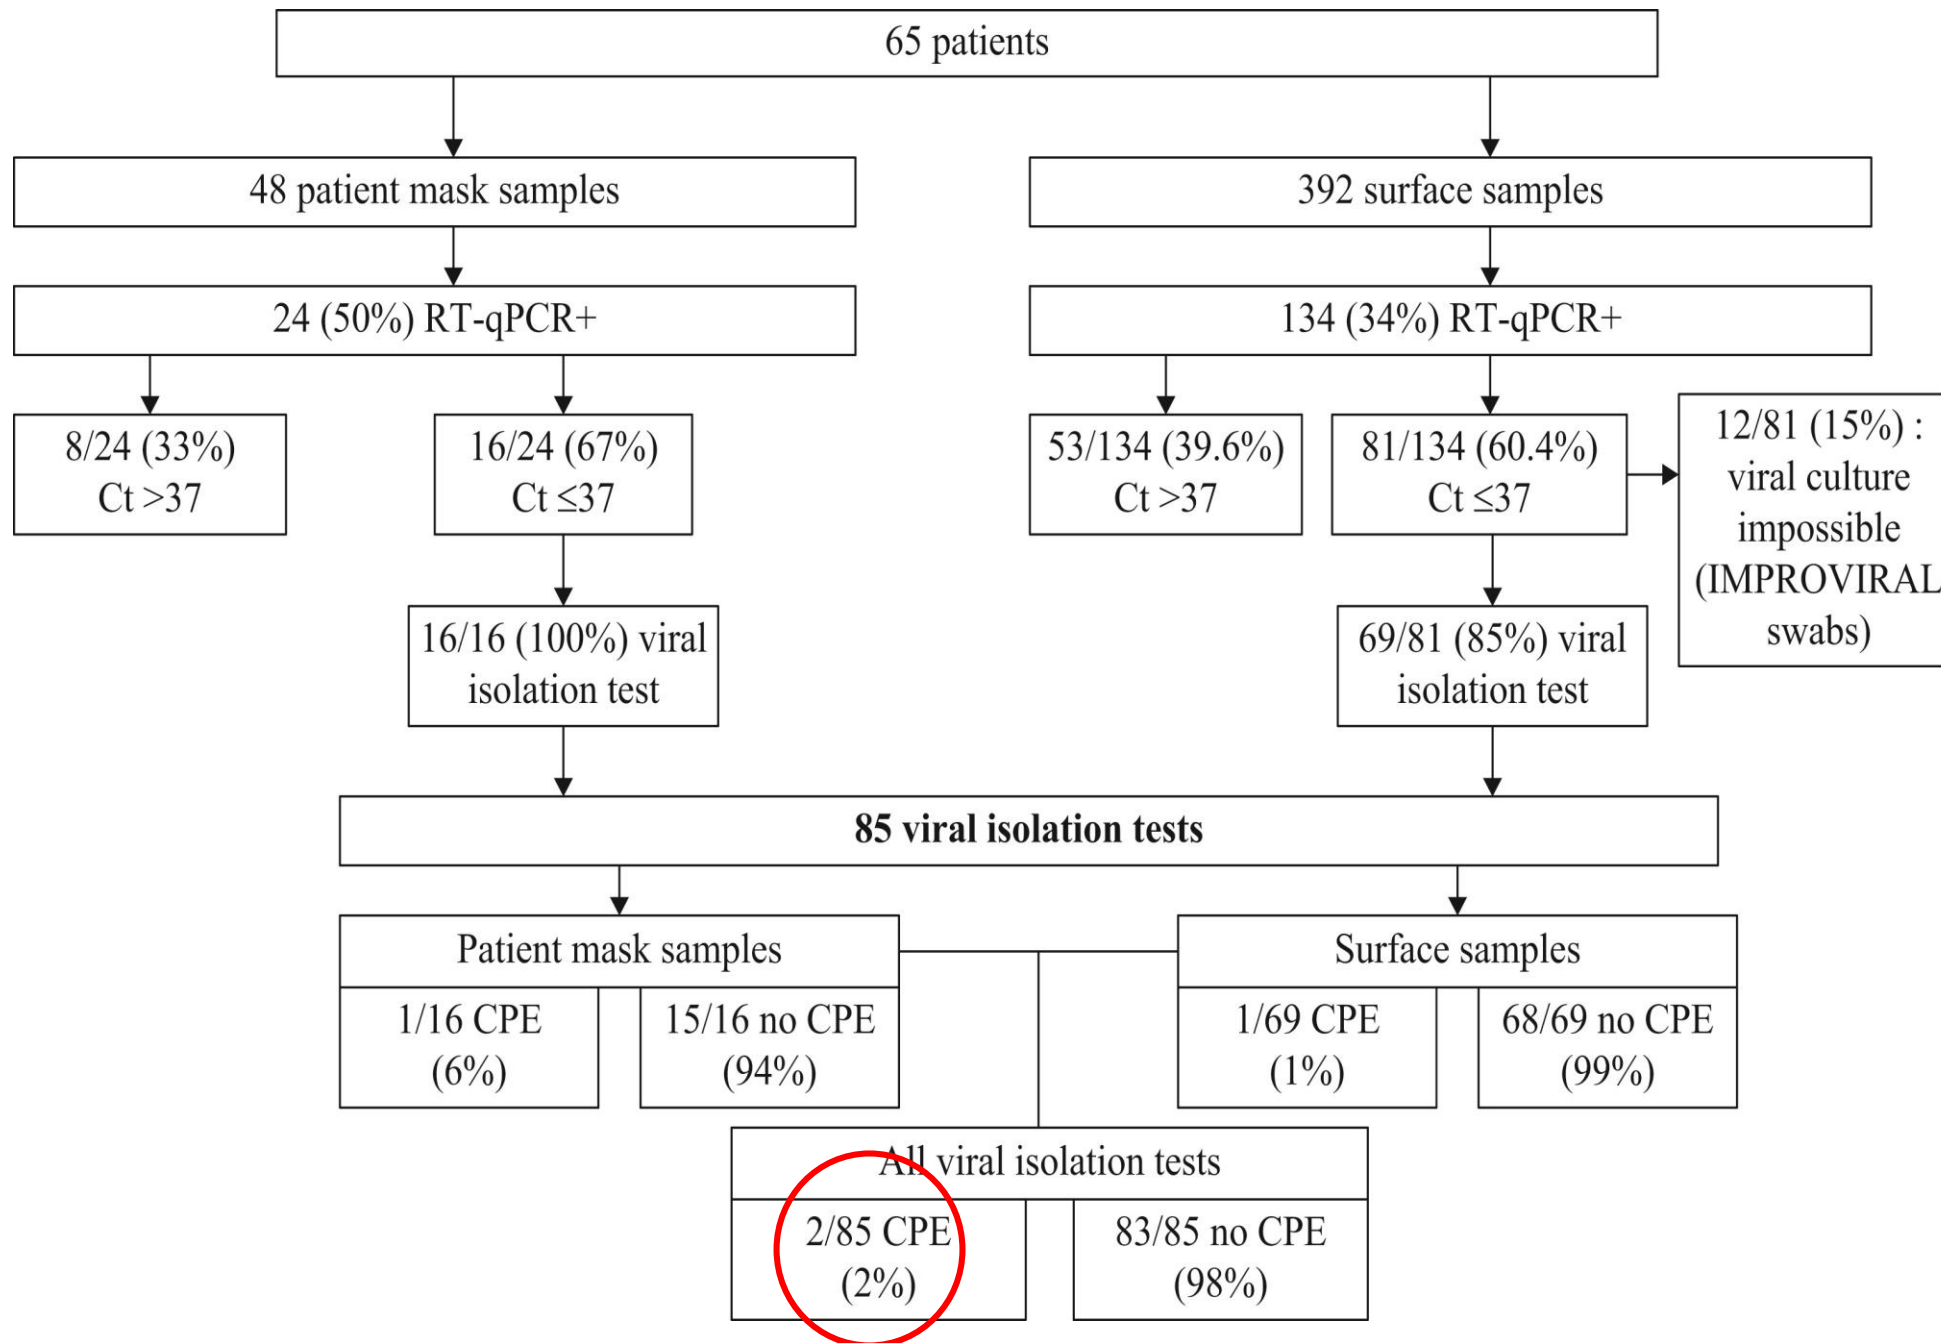 65 patients
48 patient mask samples
392 surface samples
24 (50%) RT-qPCR+
134 (34%) RT-qPCR+
8/24 (33%)
Ct >37
16/24 (67%)
Ct ≤37
53/134 (39.6%)
Ct >37
81/134 (60.4%)
Ct ≤37
12/81 (15%) :
viral culture
impossible
(IMPROVIRAL
swabs)
16/16 (100%) viral
isolation test
69/81 (85%) viral
isolation test
85 viral isolation tests
Patient mask samples
1/16 CPE
(6%)
15/16 no CPE
(94%)
Surface samples
1/69 CPE
(1%)
68/69 no CPE
(99%)
All viral isolation tests
2/85 CPE
(2%)
83/85 no CPE
(98%)